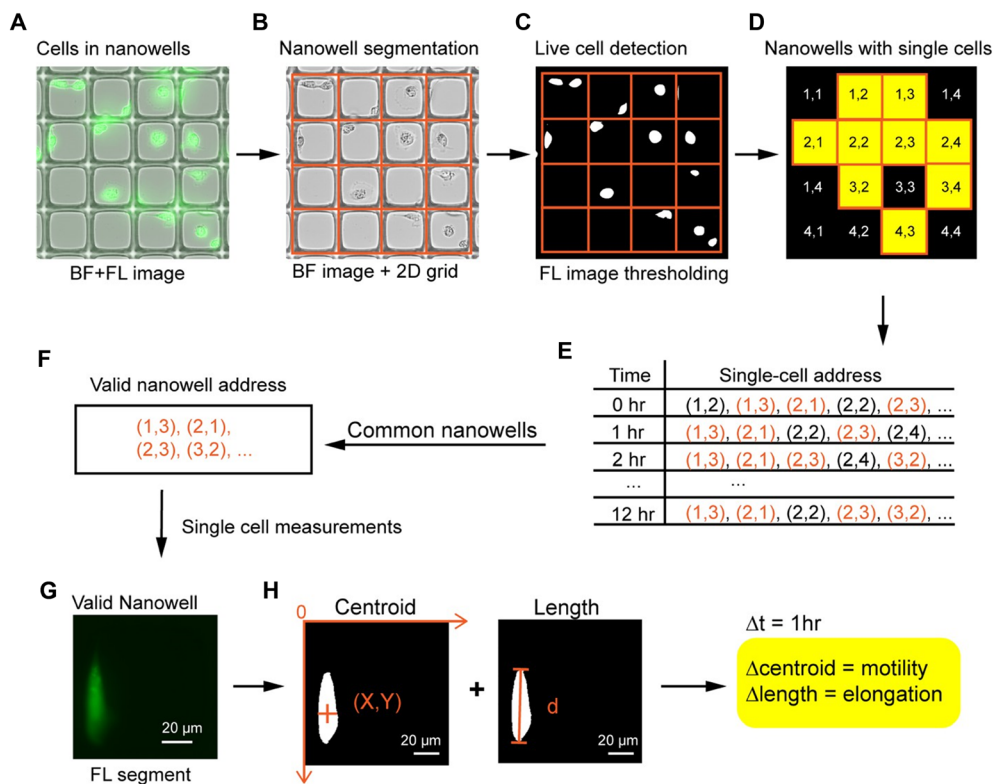 A
Cells in nanowells
BF+FL image
B
Nanowell segmentation
BF image + 2D grid
C
Live cell detection
FL image thresholding
D
Nanowells with single cells
1,1 1,2 1,3 1,4
2,1 2,2 2,3 2,4
1,4 3,2 3,3 3,4
4,1 4,2 4,3 4,4
E
Time Single-cell address
0 hr (1,2), (1,3), (2,1), (2,2), (2,3), ...
1 hr (1,3), (2,1), (2,2), (2,3), (2,4), ...
2 hr (1,3), (2,1), (2,3), (2,4), (3,2), ...
... ...
12 hr (1,3), (2,1), (2,2), (2,3), (3,2), ...
Common nanowells
F
Valid nanowell address
(1,3), (2,1),
(2,3), (3,2), ...
Single cell measurements
G
Valid Nanowell
20 µm
FL segment
H
0
Centroid
(X,Y)
20 µm
+
Length
d
20 µm
Δt = 1hr
Δcentroid = motility
Δlength = elongation